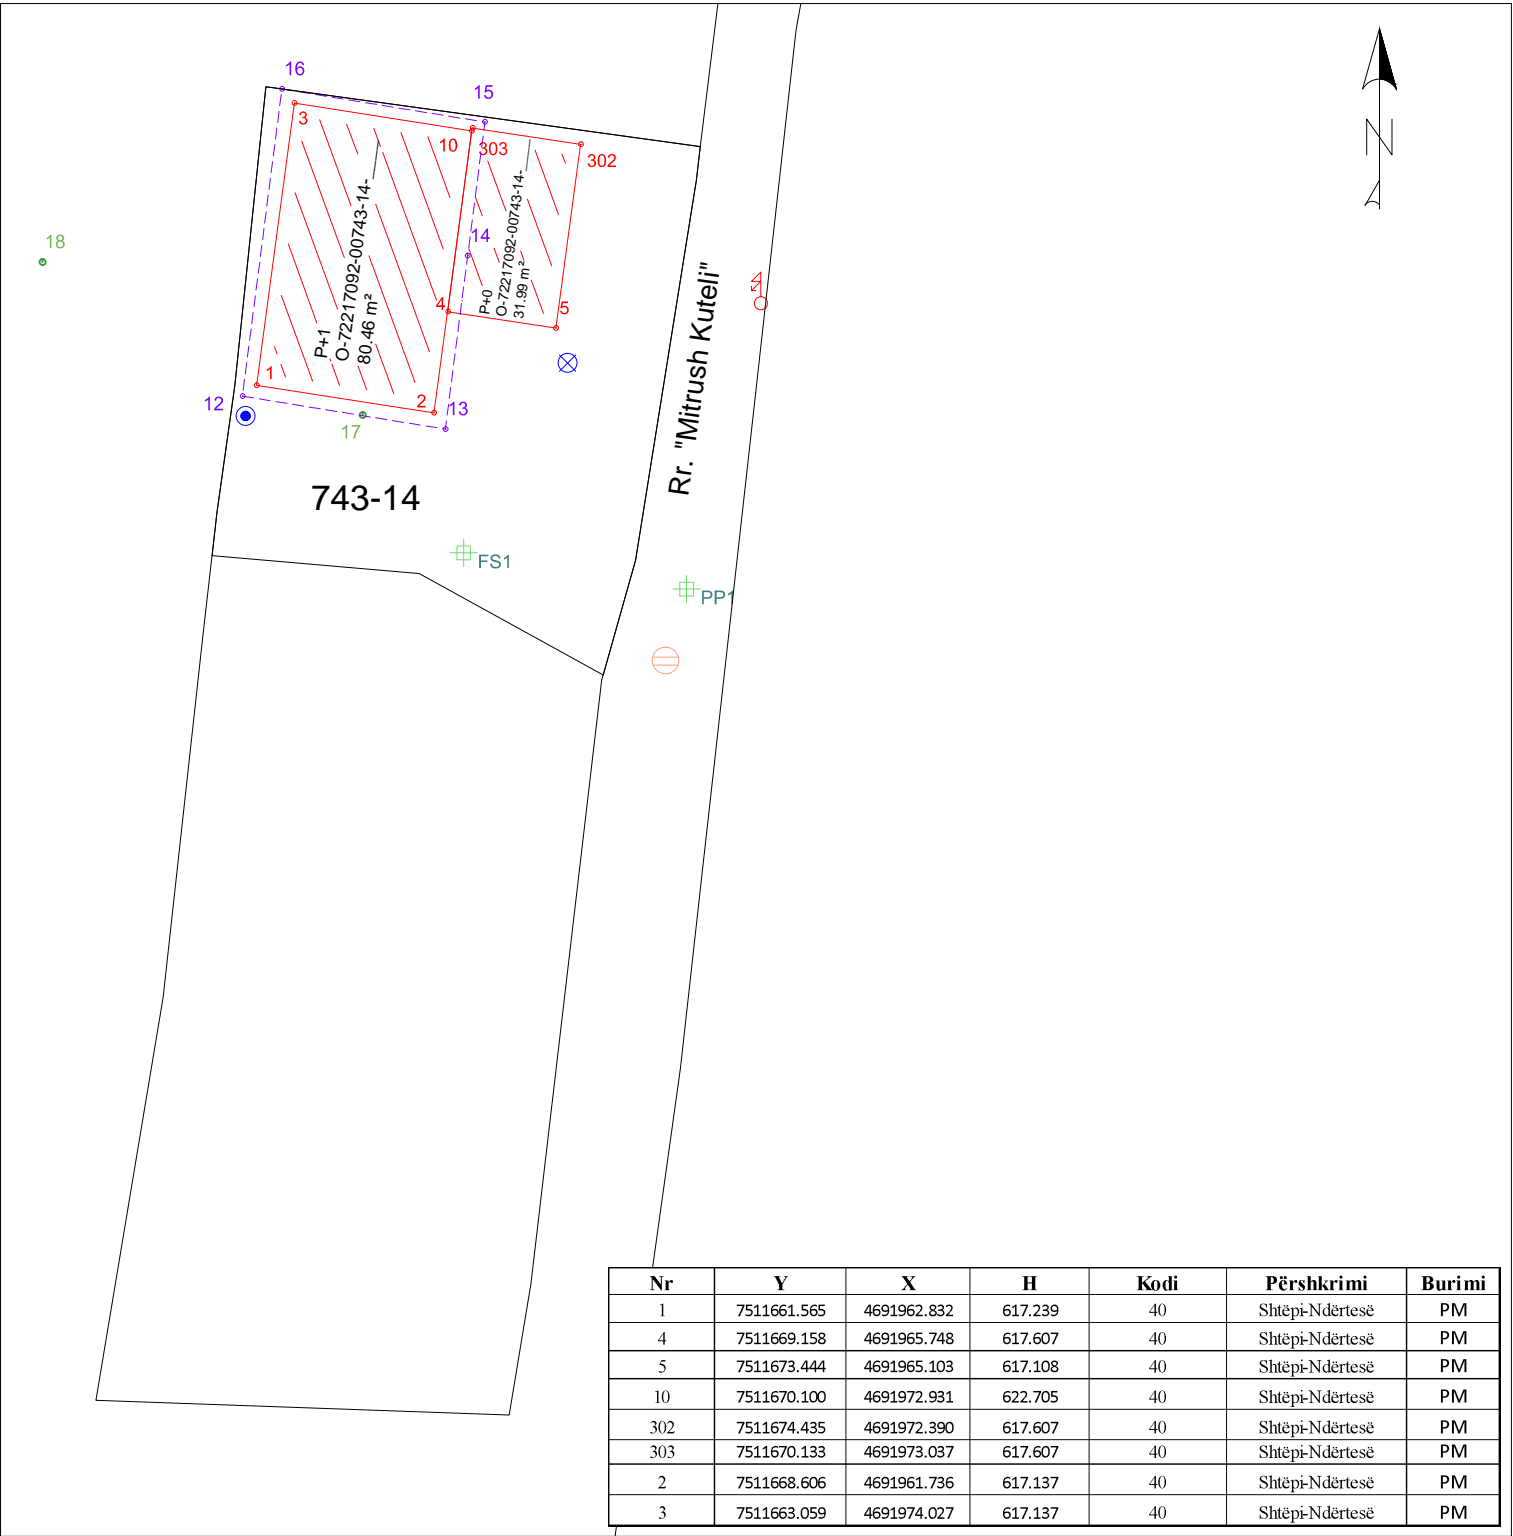 16
15
3
10
303
302
N
18
14
4
5
P+1
O-72217092-00743-14-
80.46 m²
P+0
O-72217092-00743-14-
31.99 m²
Rr. "Mitrush Kuteli"
1
12
2
13
17
743-14
FS1
PP1
Nr Y X H Kodi Përshkrimi Burimi
1 7511661.565 4691962.832 617.239 40 Shtëpi-Ndërtesë PM
4 7511669.158 4691965.748 617.607 40 Shtëpi-Ndërtesë PM
5 7511673.444 4691965.103 617.108 40 Shtëpi-Ndërtesë PM
10 7511670.100 4691972.931 622.705 40 Shtëpi-Ndërtesë PM
302 7511674.435 4691972.390 617.607 40 Shtëpi-Ndërtesë PM
303 7511670.133 4691973.037 617.607 40 Shtëpi-Ndërtesë PM
2 7511668.606 4691961.736 617.137 40 Shtëpi-Ndërtesë PM
3 7511663.059 4691974.027 617.137 40 Shtëpi-Ndërtesë PM